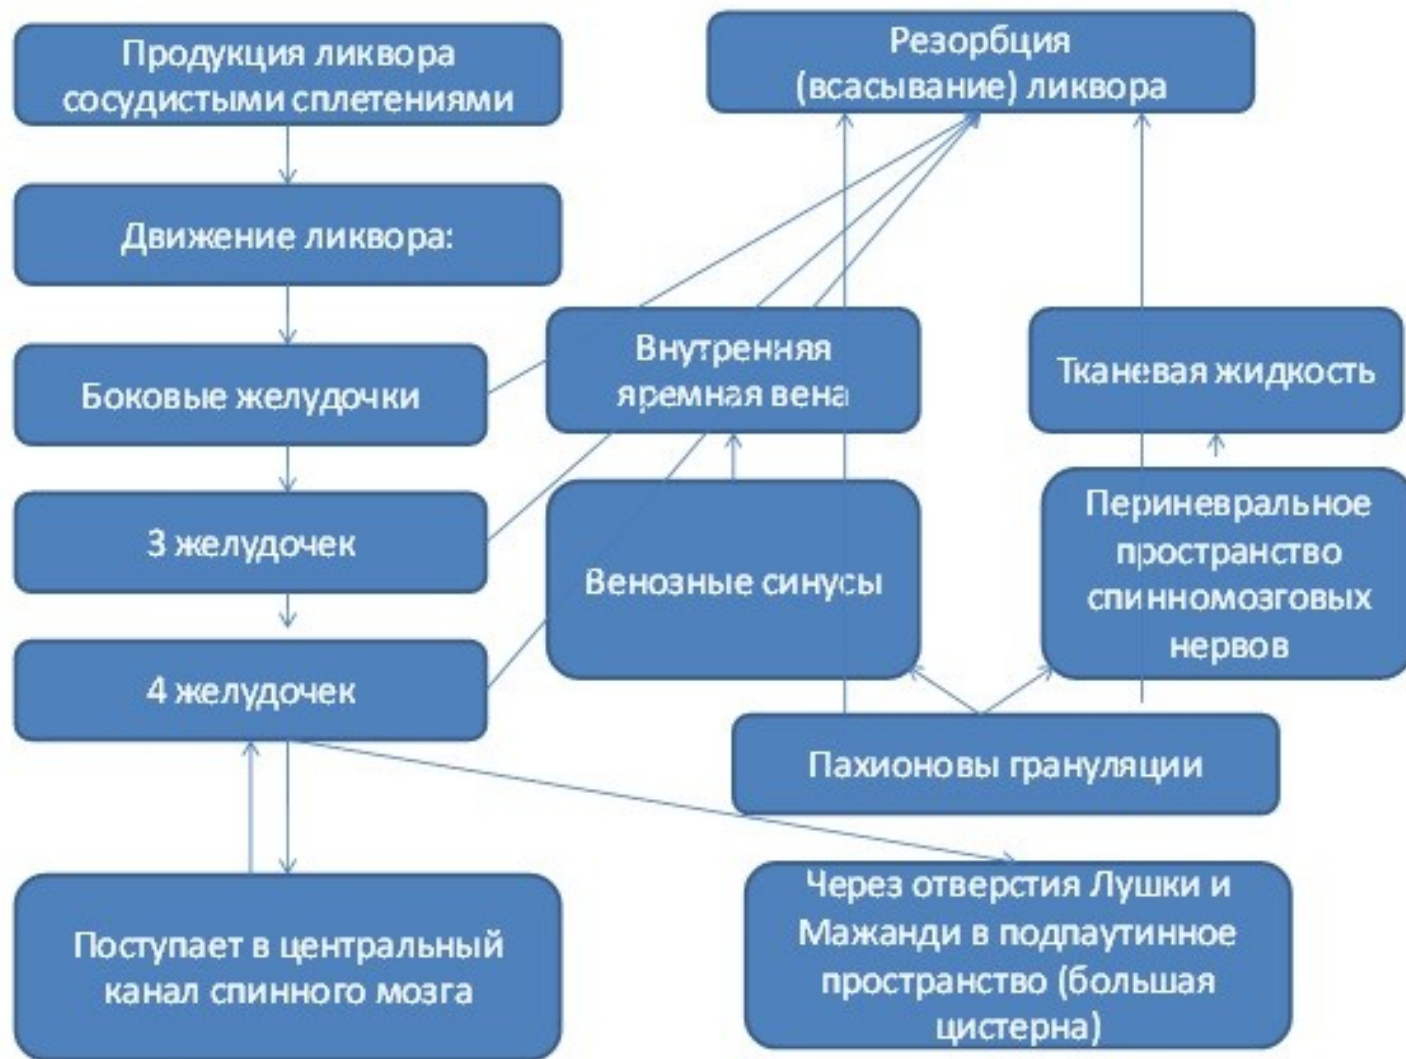 Продукция ликвора
сосудистыми сплетениями
Движение ликвора:
Боковые желудочки
3 желудочек
4 желудочек
Поступает в центральный
канал спинного мозга
Резорбция
(всасывание) ликвора
Внутренняя
яремная вена
Тканевая жидкость
Венозные синусы
Периневральное
пространство
спинномозговых
нервов
Пахионовы грануляции
Через отверстия Лушки и
Мажанди в подпаутинное
пространство (большая
цистерна)